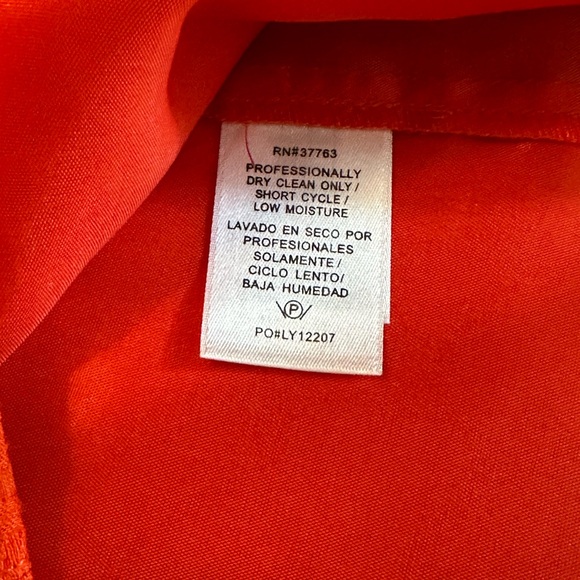 RN#37763
PROFESSIONALLY
DRY CLEAN ONLY/
SHORT CYCLE/
LOW MOISTURE
LAVADO EN SECO POR
PROFESIONALES
SOLAMENTE/
CICLO LENTO/
BAJA HUMEDAD
P
PO#LY12207